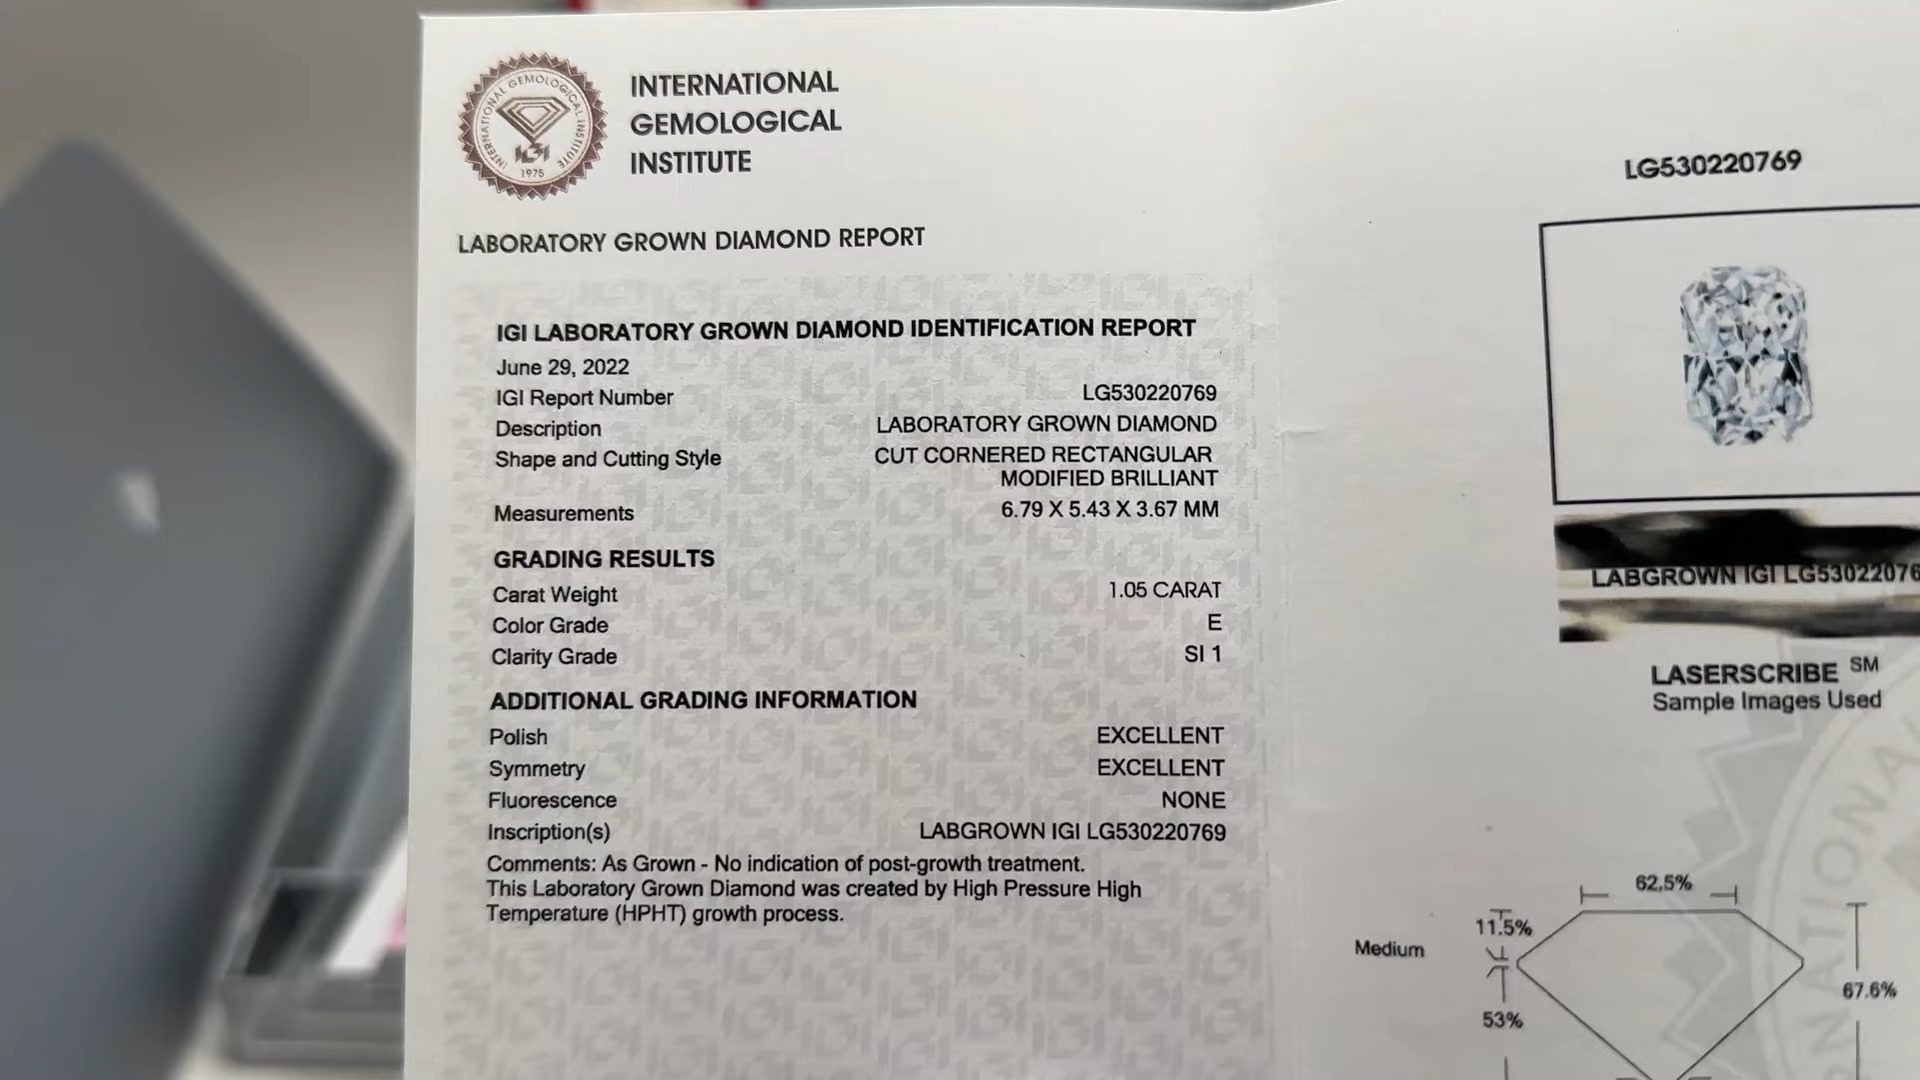 INTERNATIONAL GEMOLOGICAL INSTITUTE
IGI
1975
INTERNATIONAL
GEMOLOGICAL
INSTITUTE
LABORATORY GROWN DIAMOND REPORT
IGI LABORATORY GROWN DIAMOND IDENTIFICATION REPORT
June 29, 2022
IGI Report Number LG530220769
Description LABORATORY GROWN DIAMOND
Shape and Cutting Style CUT CORNERED RECTANGULAR
MODIFIED BRILLIANT
Measurements 6.79 X 5.43 X 3.67 MM
GRADING RESULTS
Carat Weight 1.05 CARAT
Color Grade E
Clarity Grade SI 1
ADDITIONAL GRADING INFORMATION
Polish EXCELLENT
Symmetry EXCELLENT
Fluorescence NONE
Inscription(s) LABGROWN IGI LG530220769
Comments: As Grown - No indication of post-growth treatment.
This Laboratory Grown Diamond was created by High Pressure High
Temperature (HPHT) growth process.
LG530220769
LABGROWN IGI LG53022076
LASERSCRIBE SM
Sample Images Used
62.5%
11.5%
Medium
67.6%
53%